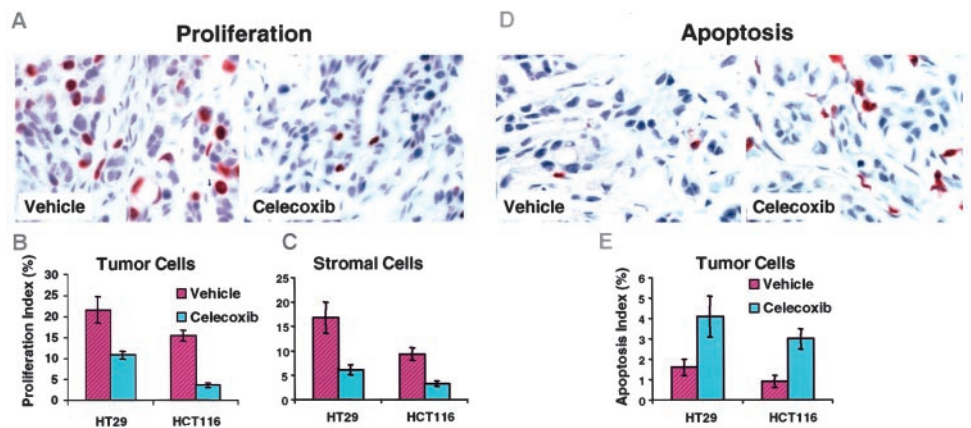 A
Proliferation
D
Apoptosis
Vehicle
Celecoxib
Vehicle
Celecoxib
B
Tumor Cells
Proliferation Index (%)
30
25
20
15
10
5
0
Vehicle
Celecoxib
HT29
HCT116
C
Stromal Cells
25
20
15
10
5
0
HT29
HCT116
E
Tumor Cells
Apoptosis Index (%)
6
5
4
3
2
1
0
Vehicle
Celecoxib
HT29
HCT116